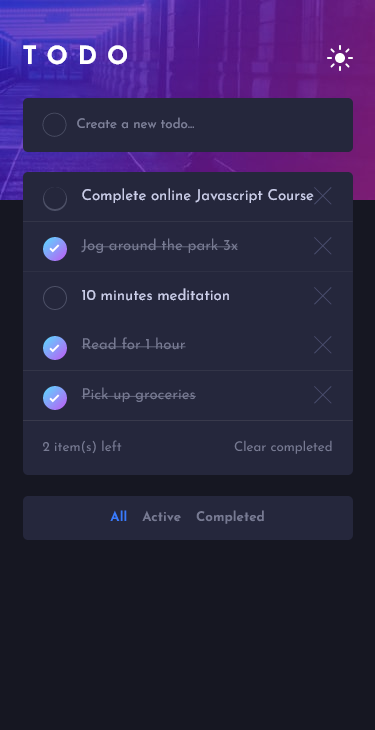 TODO
Create a new todo...
Complete online Javascript Course
Jog around the park 3x
10 minutes meditation
Read for 1 hour
Pick up groceries
2 item(s) left Clear completed
All Active Completed